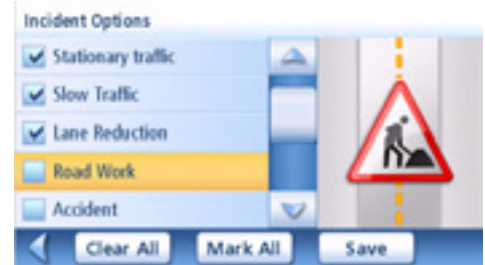 Incident Options
Stationary traffic
Slow Traffic
Lane Reduction
Road Work
Accident
Clear All Mark All Save